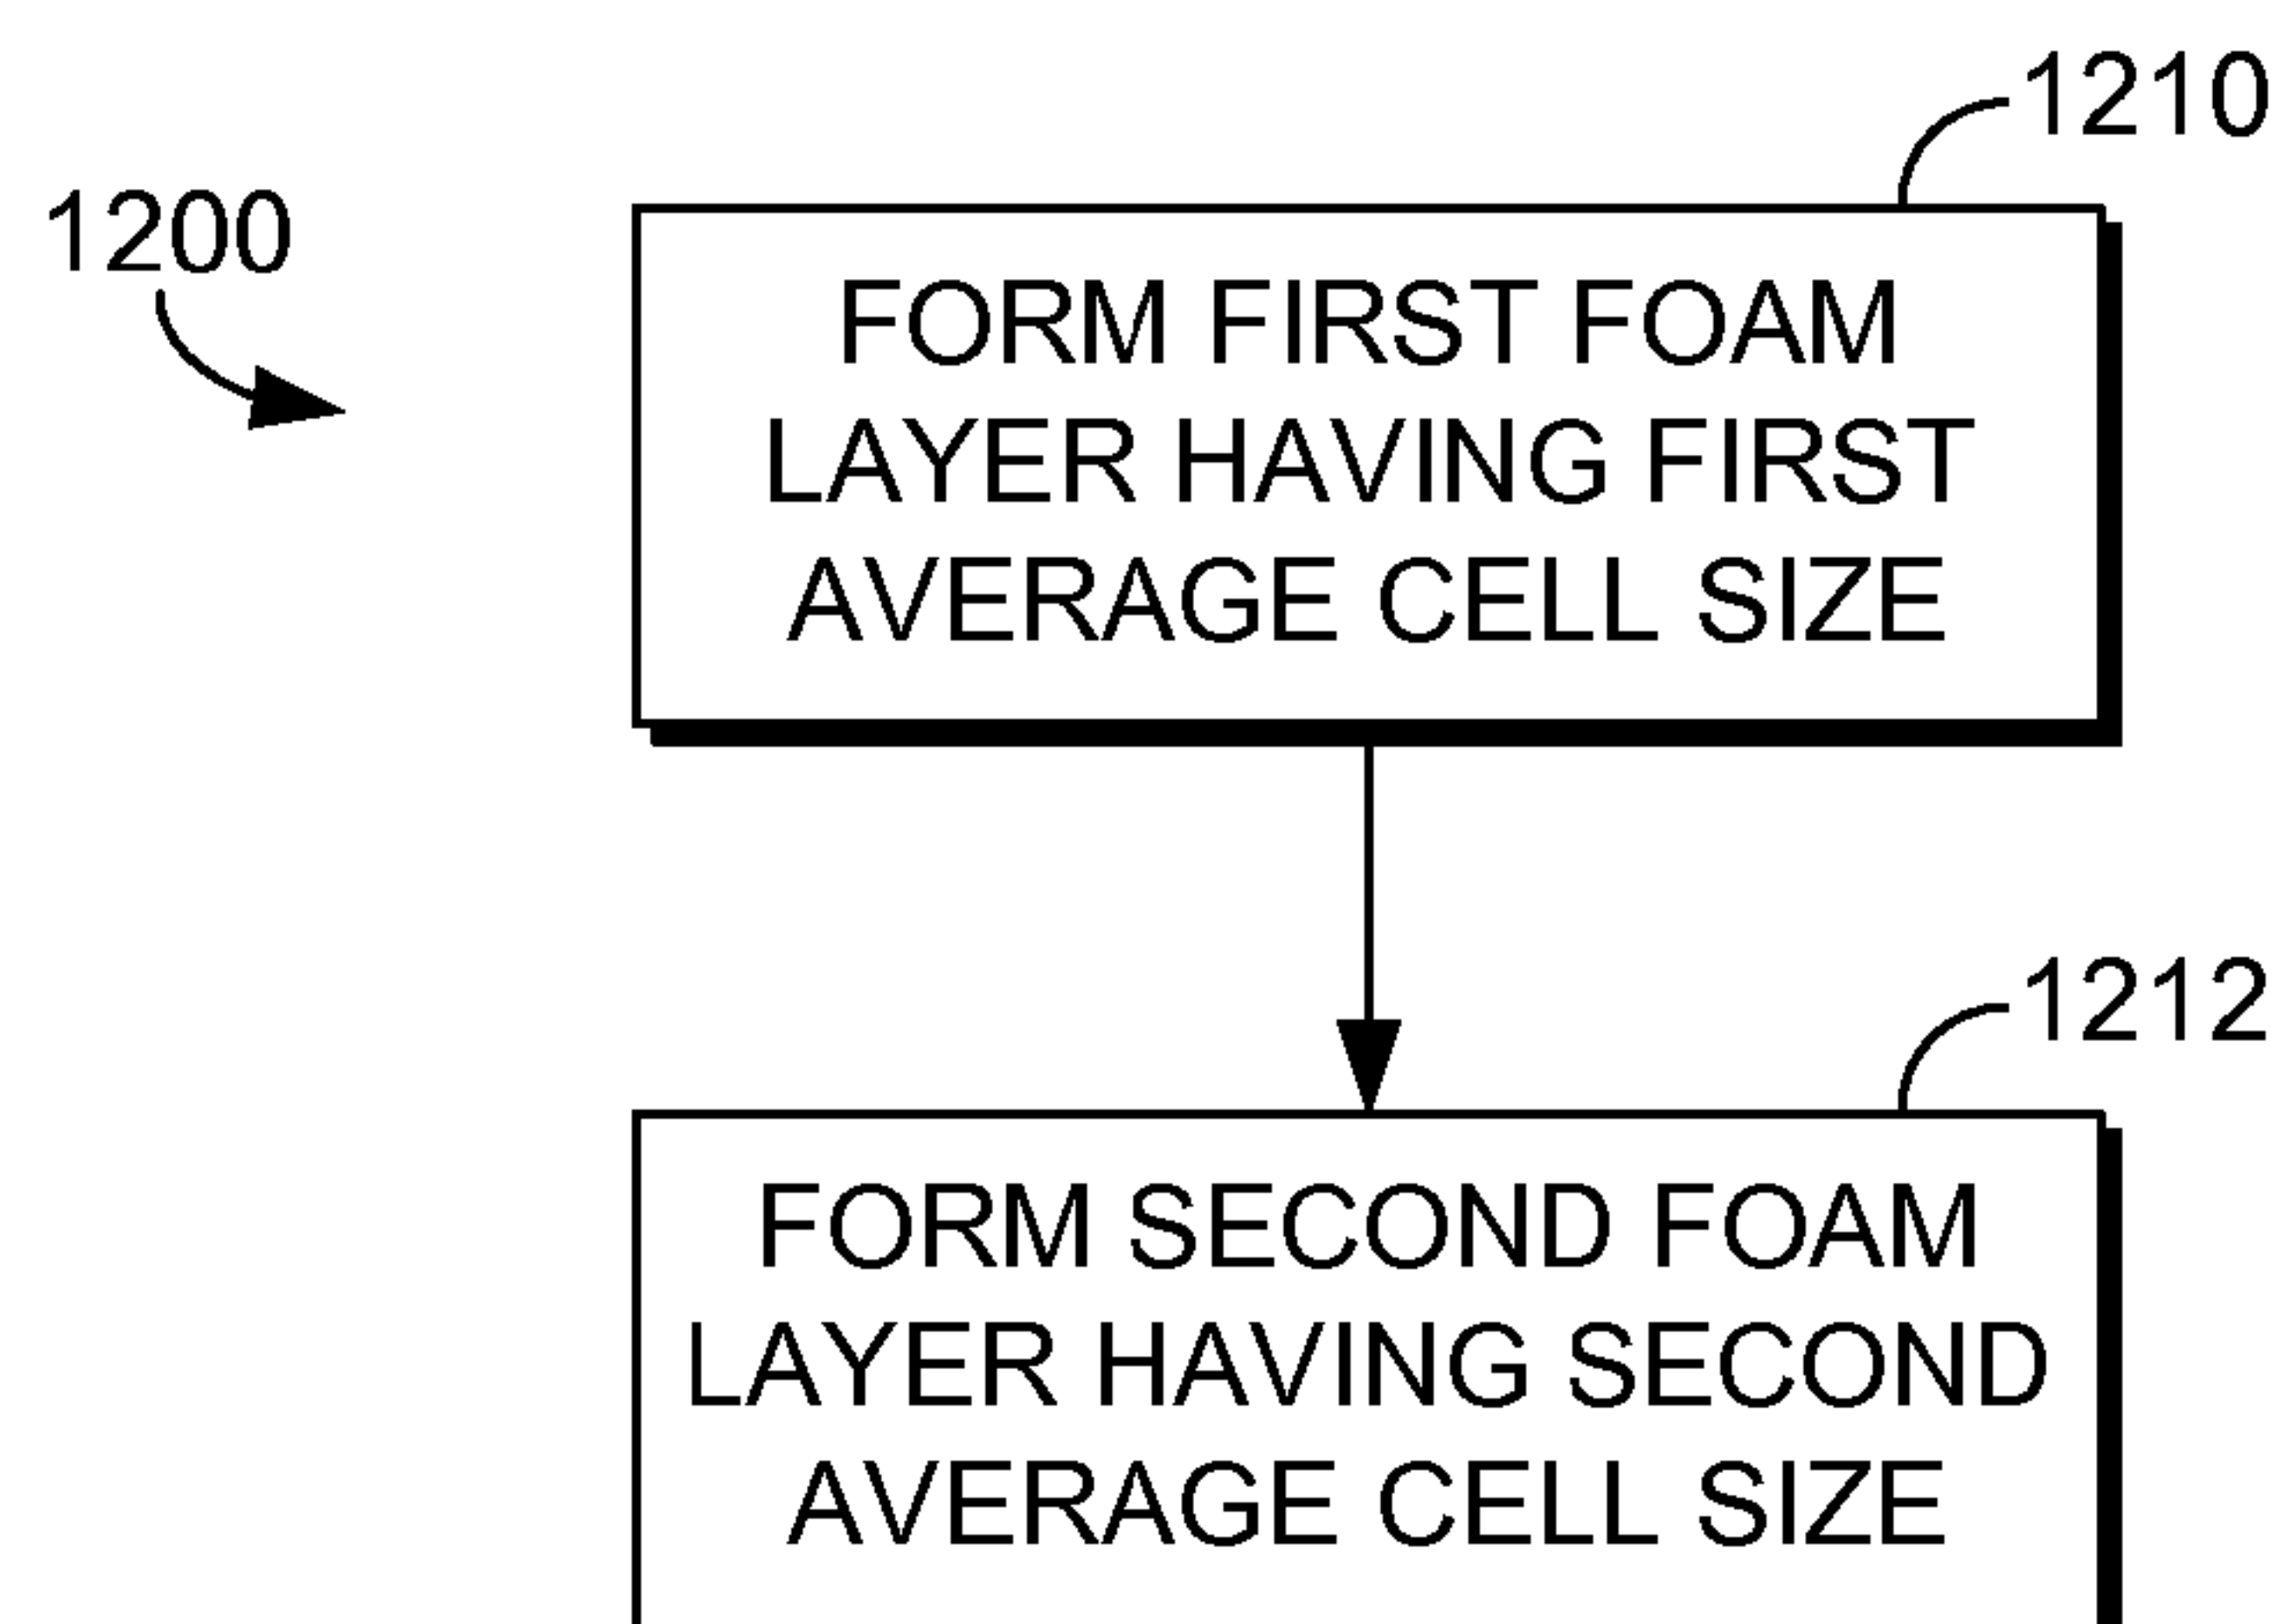 1210
1200
FORM FIRST FOAM
LAYER HAVING FIRST
AVERAGE CELL SIZE
1212
FORM SECOND FOAM
LAYER HAVING SECOND
AVERAGE CELL SIZE